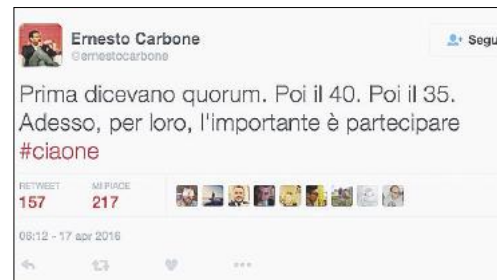 Ernesto Carbone
@ernestocarbone
Segui
Prima dicevano quorum. Poi il 40. Poi il 35.
Adesso, per loro, l'importante è partecipare
#ciaone
RETWEET
MI PIACE
157
217
06:12 - 17 apr 2016